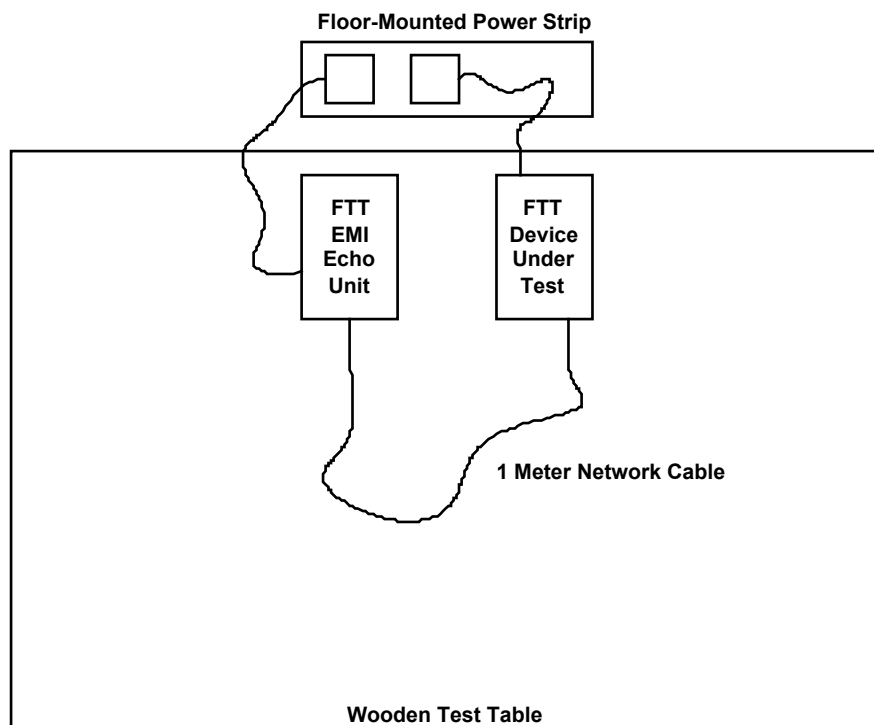 Floor-Mounted Power Strip
FTT
EMI
Echo
Unit
FTT
Device
Under
Test
1 Meter Network Cable
Wooden Test Table